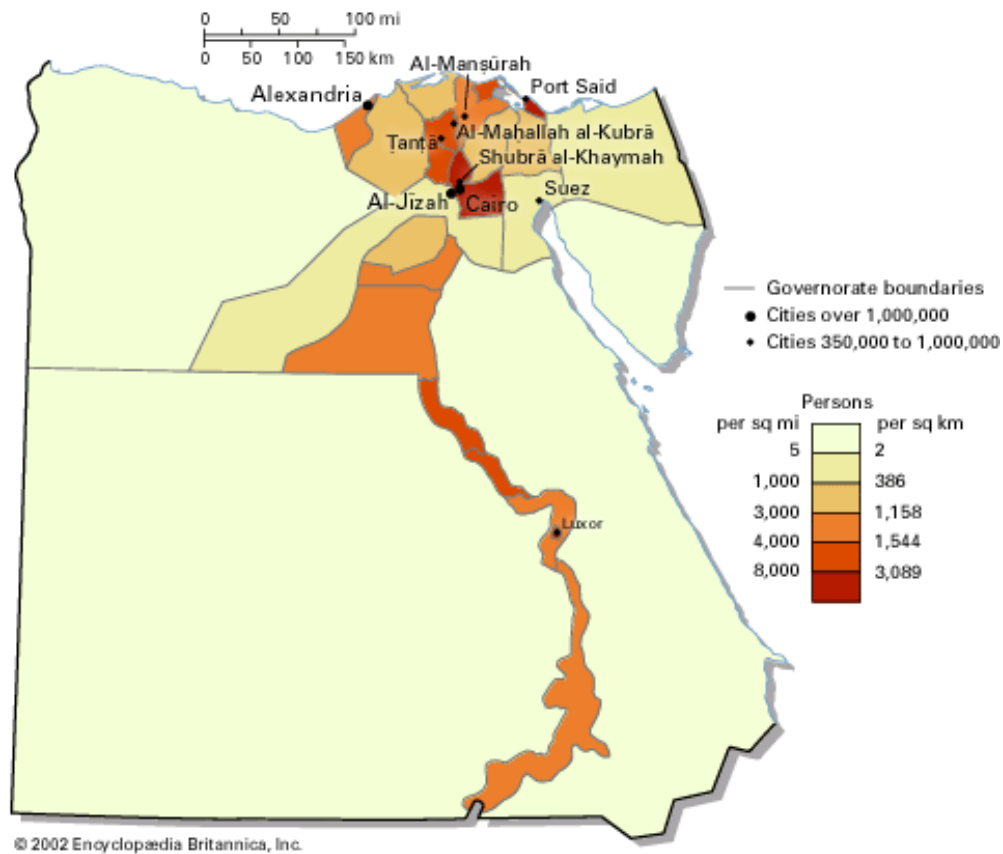 0 50 100 mi
0 50 100 150 km
Al-Manṣūrah
Port Said
Alexandria
Al-Maḥallah al-Kubrā
Ṭanṭā
Shubrā al-Khaymah
Suez
Al-Jīzah
Cairo
Governorate boundaries
Cities over 1,000,000
Cities 350,000 to 1,000,000
Persons
per sq mi per sq km
5 2
1,000 386
3,000 1,158
4,000 1,544
8,000 3,089
Luxor
© 2002 Encyclopædia Britannica, Inc.